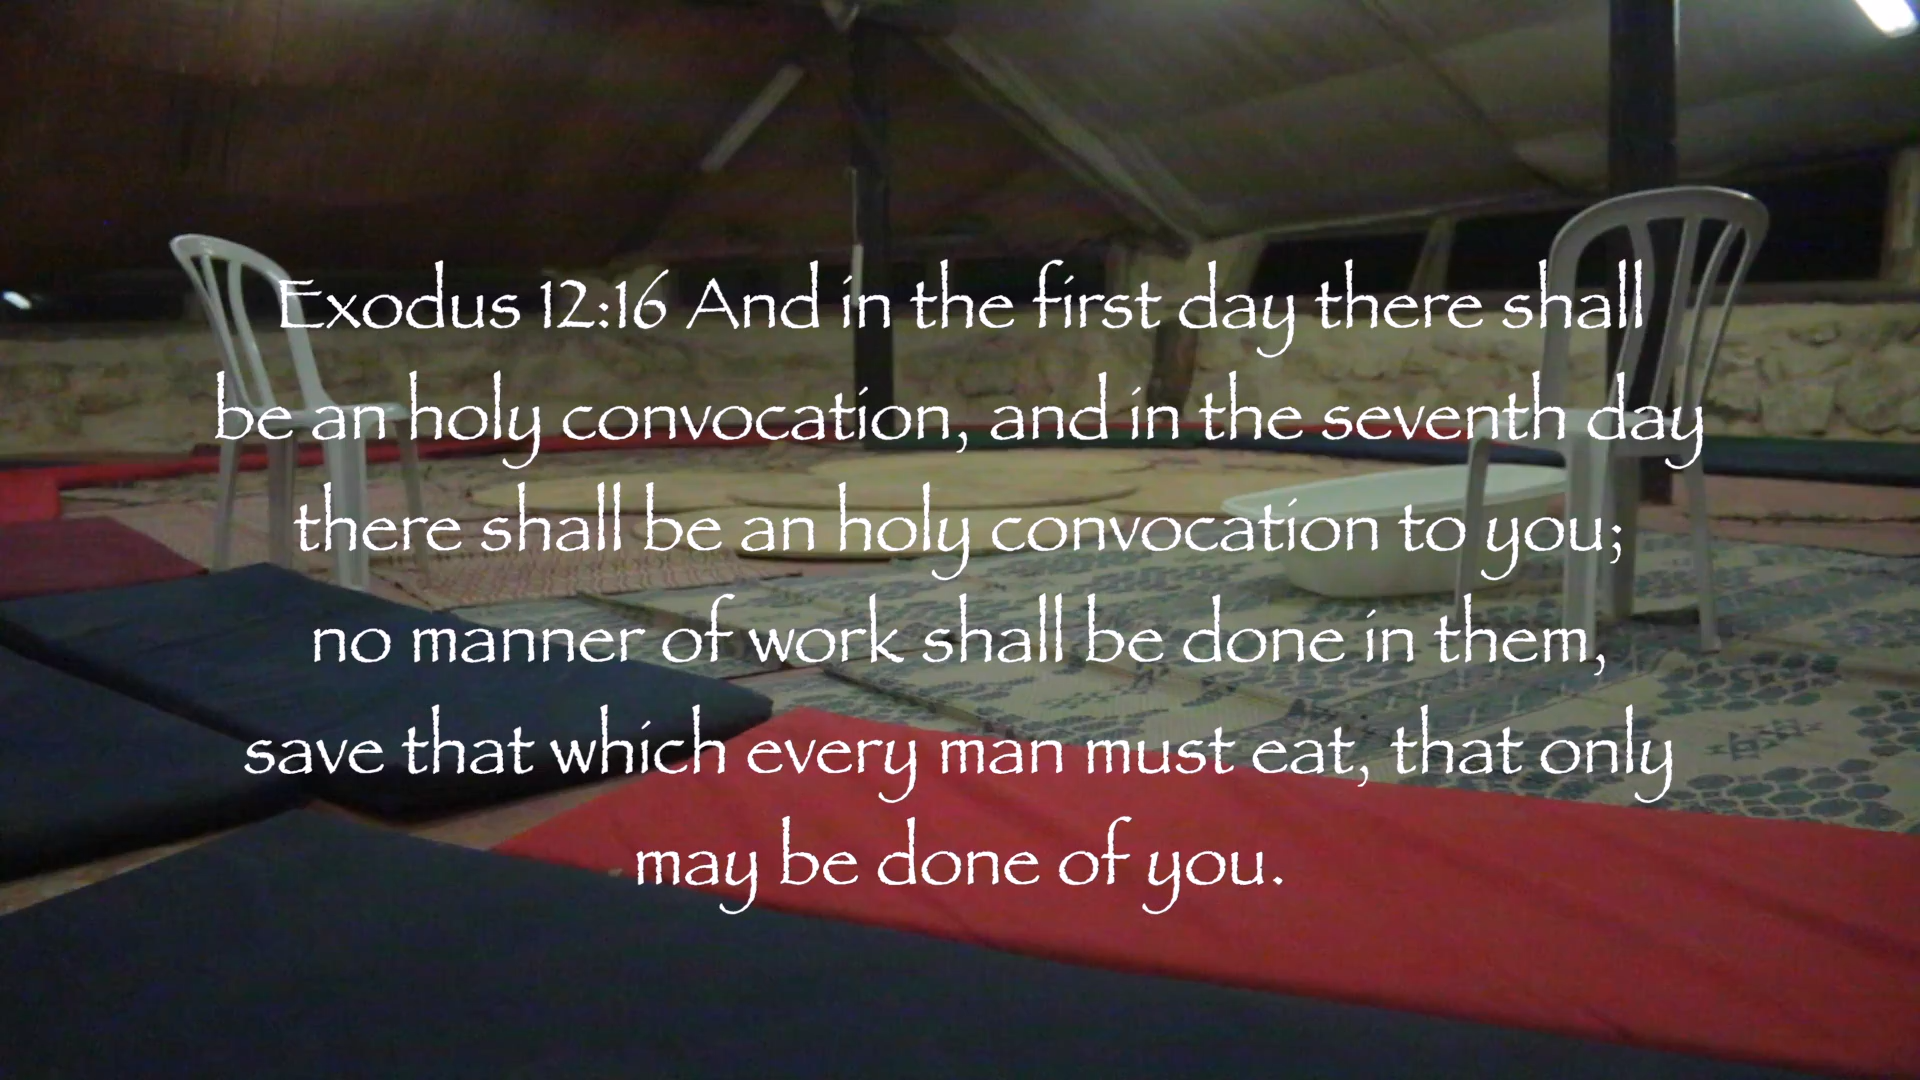 Exodus 12:16 And in the first day there shall
be an holy convocation, and in the seventh day
there shall be an holy convocation to you;
no manner of work shall be done in them,
save that which every man must eat, that only
may be done of you.